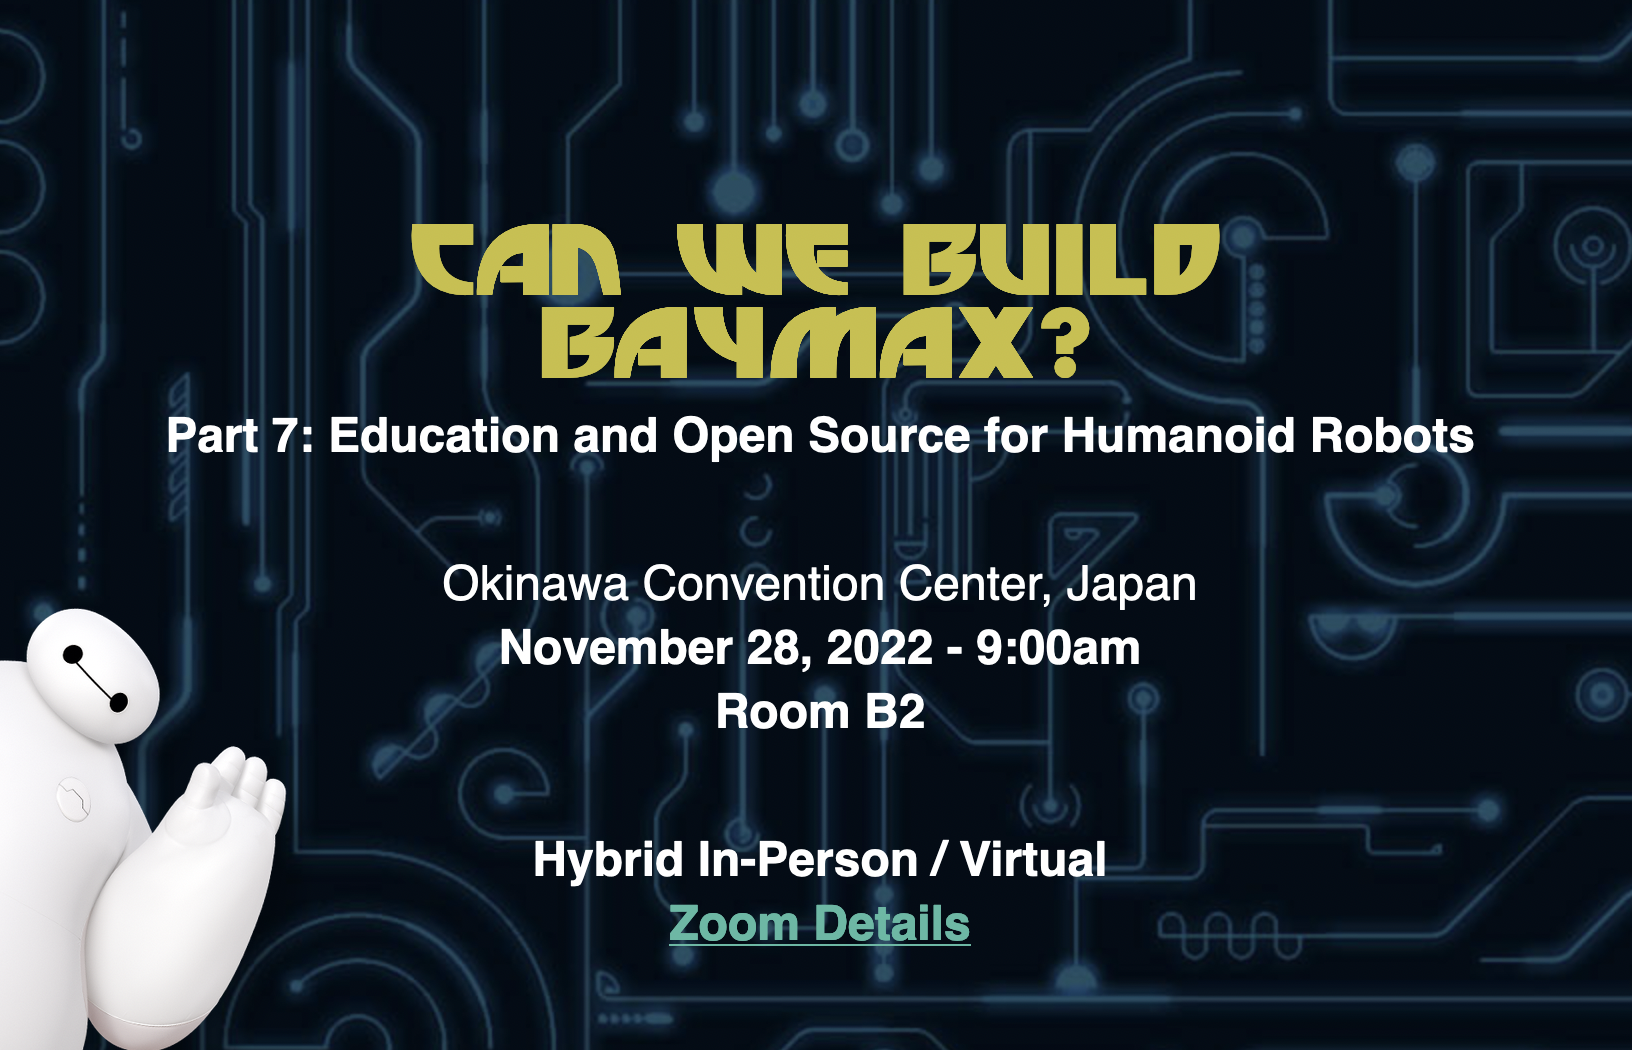 CAN WE BUILD
BAYMAX?
Part 7: Education and Open Source for Humanoid Robots
Okinawa Convention Center, Japan
November 28, 2022 - 9:00am
Room B2
Hybrid In-Person / Virtual
Zoom Details